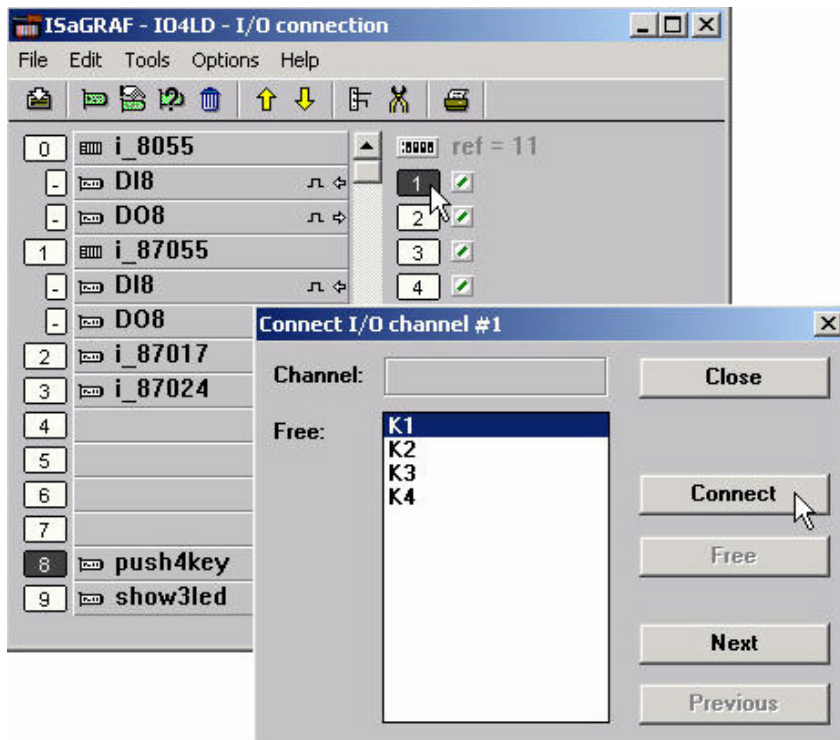 ISaGRAF - IO4LD - I/O connection
File Edit Tools Options Help
0 i_8055 ref = 11
- DI8 1
- DO8 2
1 i_87055 3
- DI8 4
- DO8
2 i_87017
3 i_87024
4
5
6
7
8 push4key
9 show3led
Connect I/O channel #1
Channel: Close
Free: K1
K2
K3
K4
Connect
Free
Next
Previous